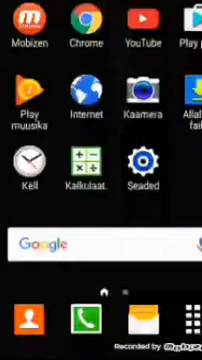 Mobizen
Chrome
YouTube
Play
Play
muusika
Internet
Kaamera
Kell
Kalkulaat.
Seaded
Google
Recorded by